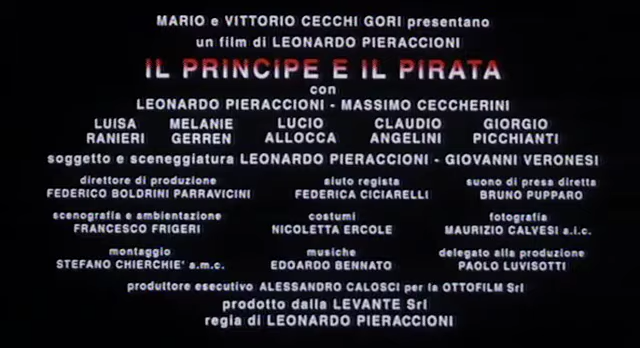 MARIO e VITTORIO CECCHI GORI presentano
un film di LEONARDO PIERACCIONI
IL PRINCIPE E IL PIRATA
con
LEONARDO PIERACCIONI - MASSIMO CECCHERINI
LUISA RANIERI
MELANIE GERREN
LUCIO ALLOCCA
CLAUDIO ANGELINI
GIORGIO PICCHIANTI
soggetto e sceneggiatura LEONARDO PIERACCIONI - GIOVANNI VERONESI
direttore di produzione
FEDERICO BOLDRINI PARRAVICINI
aiuto regista
FEDERICA CICIARELLI
suono di presa diretta
BRUNO PUPPARO
scenografia e ambientazione
FRANCESCO FRIGERI
costumi
NICOLETTA ERCOLE
fotografia
MAURIZIO CALVESI a.i.c.
montaggio
STEFANO CHIERCHIE' a.m.c.
musiche
EDOARDO BENNATO
delegato alla produzione
PAOLO LUVISOTTI
produttore esecutivo ALESSANDRO CALOSCI per la OTTOFILM Srl
prodotto dalla LEVANTE Srl
regia di LEONARDO PIERACCIONI